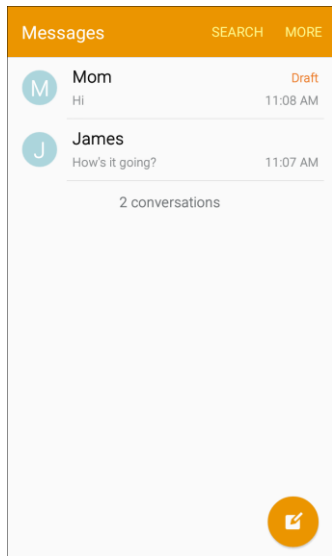 Messages SEARCH MORE
M Mom Draft
Hi 11:08 AM
J James
How's it going? 11:07 AM
2 conversations